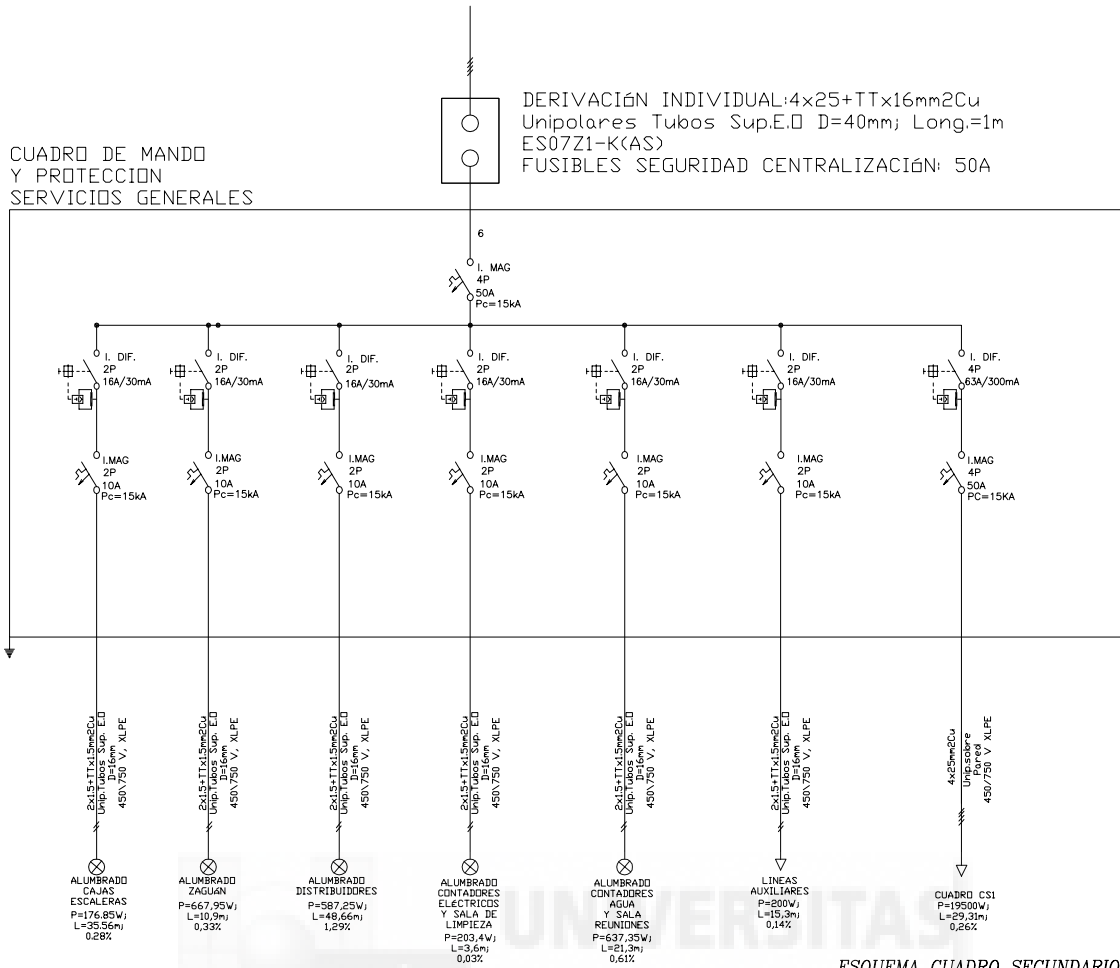 DERIVACIóN INDIVIDUAL:4x25+TTx16mm2Cu
Unipolares Tubos Sup.E.O D=40mm; Long.=1m
ES07Z1-K(AS)
FUSIBLES SEGURIDAD CENTRALIZACIóN: 50A
CUADRO DE MANDO
Y PROTECCION
SERVICIOS GENERALES
6
I. MAG
4P
50A
Pc=15kA
I. DIF.
2P
16A/30mA
I. DIF.
2P
16A/30mA
I. DIF.
2P
16A/30mA
I. DIF.
2P
16A/30mA
I. DIF.
2P
16A/30mA
I. DIF.
2P
16A/30mA
I. DIF.
4P
63A/300mA
I.MAG
2P
10A
Pc=15kA
I.MAG
2P
10A
Pc=15kA
I.MAG
2P
10A
Pc=15kA
I.MAG
2P
10A
Pc=15kA
I.MAG
2P
10A
Pc=15kA
I.MAG
2P
10A
Pc=15kA
I.MAG
4P
50A
PC=15KA
2x1.5+TTx1.5mm2Cu
Unip.Tubos Sup. E.O
D=16mm
450\750 V, XLPE
2x1.5+TTx1.5mm2Cu
Unip.Tubos Sup. E.O
D=16mm
450\750 V, XLPE
2x1.5+TTx1.5mm2Cu
Unip.Tubos Sup. E.O
D=16mm
450\750 V, XLPE
2x1.5+TTx1.5mm2Cu
Unip.Tubos Sup. E.O
D=16mm
450\750 V, XLPE
2x1.5+TTx1.5mm2Cu
Unip.Tubos Sup. E.O
D=16mm
450\750 V, XLPE
2x1.5+TTx1.5mm2Cu
Unip.Tubos Sup. E.O
D=16mm
450\750 V, XLPE
4x25mm2Cu
Unip.sobre
Pared
450/750 V XLPE
ALUMBRADO
CAJAS
ESCALERAS
P=176.85W;
L=35.56m;
0.28%
ALUMBRADO
ZAGUáN
P=667,95W;
L=10,9m;
0,33%
ALUMBRADO
DISTRIBUIDORES
P=587,25W;
L=48,66m;
1,29%
ALUMBRADO
CONTADORES
ELéCTRICOS
Y SALA DE
LIMPIEZA
P=203,4W;
L=3,6m;
0,03%
ALUMBRADO
CONTADORES
AGUA
Y SALA
REUNIONES
P=637,35W;
L=21,3m;
0,61%
LINEAS
AUXILIARES
P=200W;
L=15,3m;
0,14%
CUADRO CS1
P=19500W;
L=29,31m;
0,26%
UNIVERSITAS
ESQUEMA CUADRO SECUNDARIO